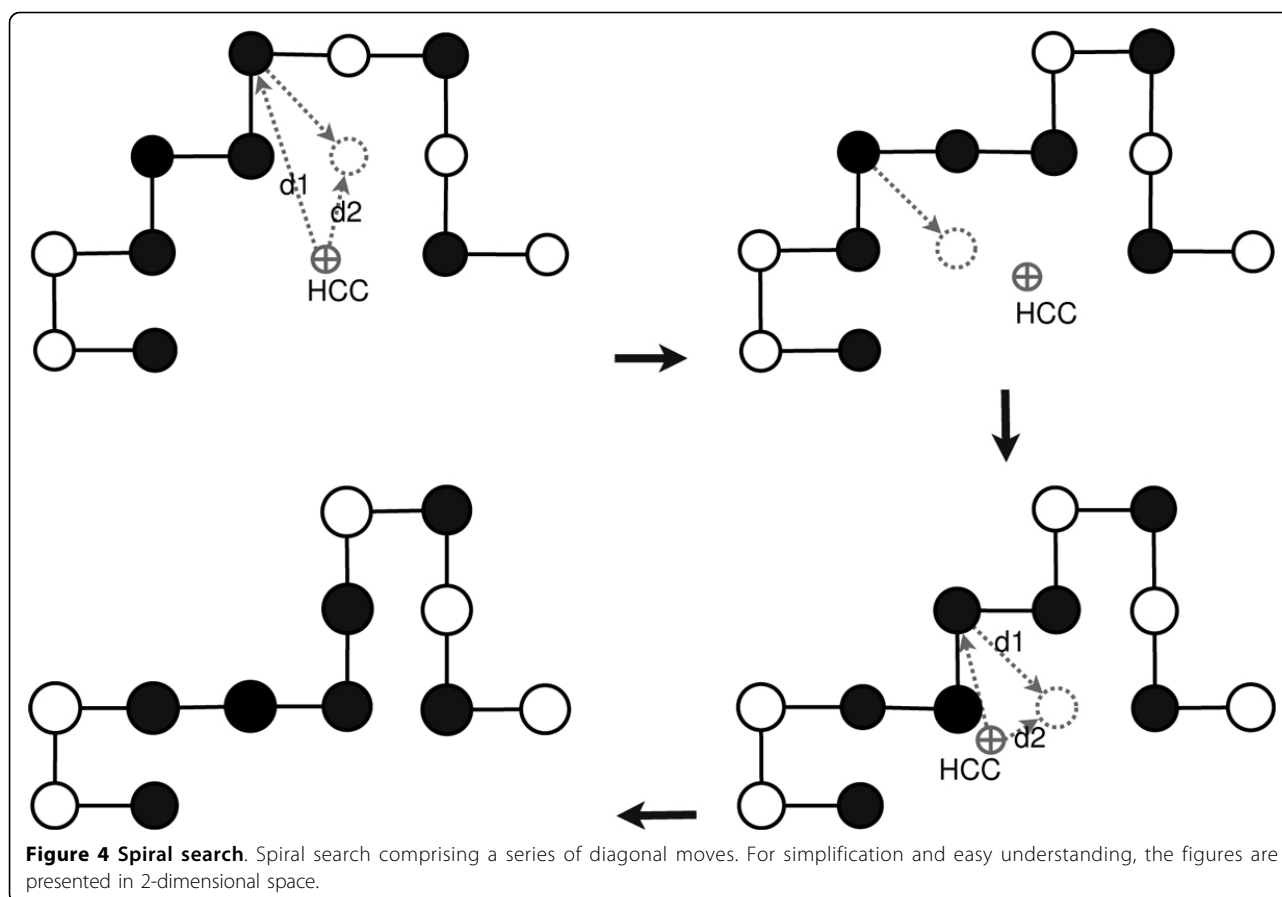 d1
d2
HCC
HCC
d1
d2
HCC
Figure 4 Spiral search. Spiral search comprising a series of diagonal moves. For simplification and easy understanding, the figures are
presented in 2-dimensional space.